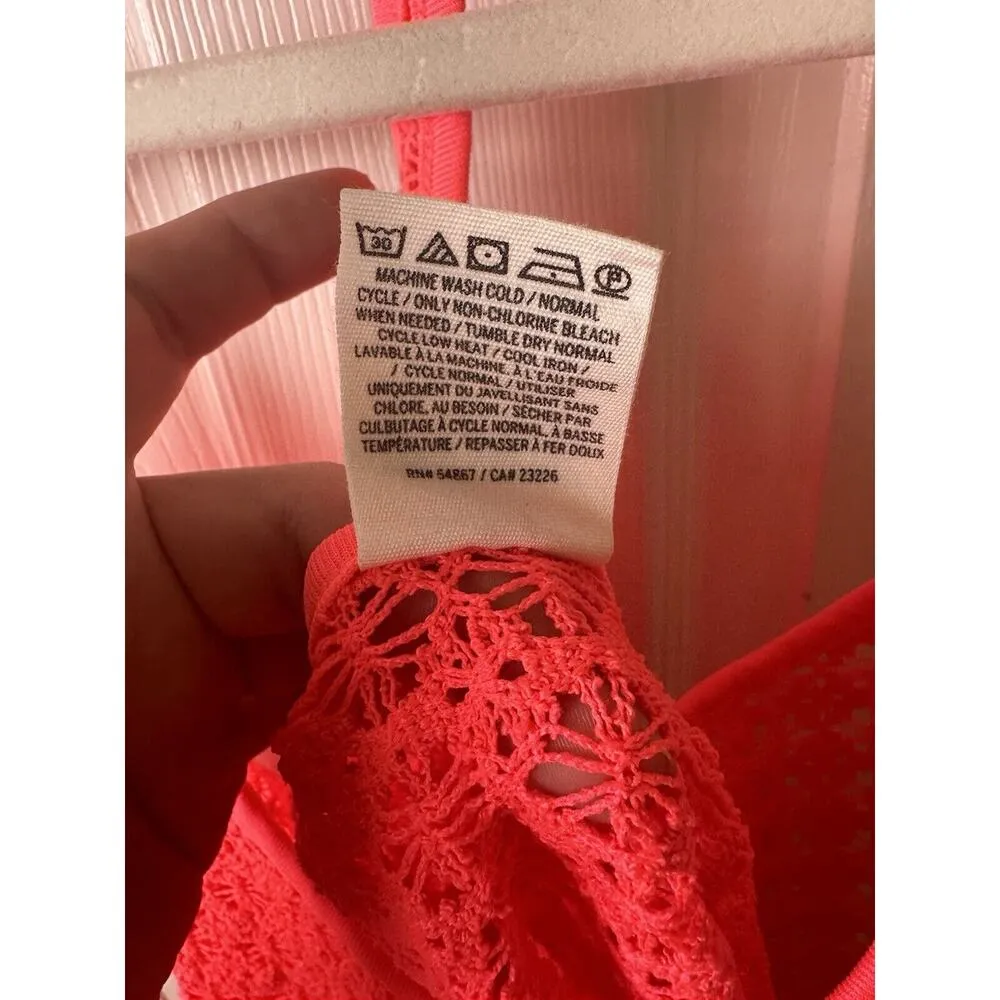 30 P
MACHINE WASH COLD / NORMAL
CYCLE / ONLY NON-CHLORINE BLEACH
WHEN NEEDED / TUMBLE DRY NORMAL
CYCLE LOW HEAT / COOL IRON /
LAVABLE À LA MACHINE, À L'EAU FROIDE
/ CYCLE NORMAL / UTILISER
UNIQUEMENT DU JAVELLISANT SANS
CHLORE, AU BESOIN / SÉCHER PAR
CULBUTAGE À CYCLE NORMAL, À BASSE
TEMPÉRATURE / REPASSER À FER DOUX
RN# 54867 / CA# 23226